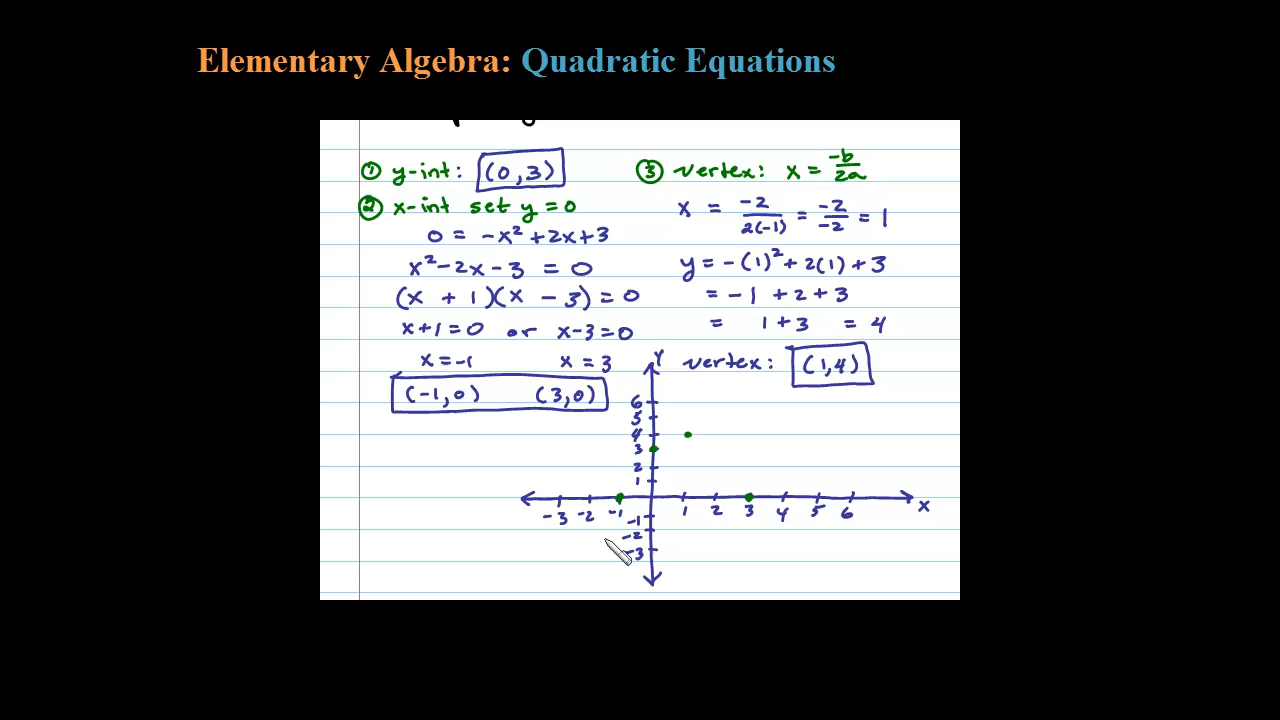 Elementary Algebra: Quadratic Equations
① y-int: (0,3)
② x-int set y = 0
0 = -x² + 2x + 3
x² - 2x - 3 = 0
(x + 1)(x - 3) = 0
x+1 = 0 or x-3 = 0
x = -1 x = 3
(-1,0) (3,0)
③ vertex: x = -b/2a
x = -2/2(-1) = -2/-2 = 1
y = -(1)² + 2(1) + 3
= -1 + 2 + 3
= 1 + 3 = 4
vertex: (1,4)
Y
6
5
4
3
2
1
-3 -2 -1 1 2 3 4 5 6 X
-1
-2
-3